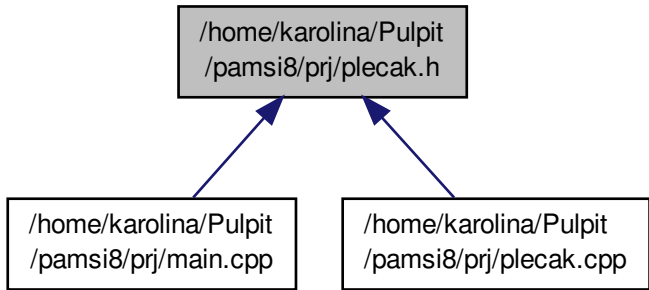 /home/karolina/Pulpit
/pamsi8/prj/plecak.h
/home/karolina/Pulpit
/pamsi8/prj/main.cpp
/home/karolina/Pulpit
/pamsi8/prj/plecak.cpp